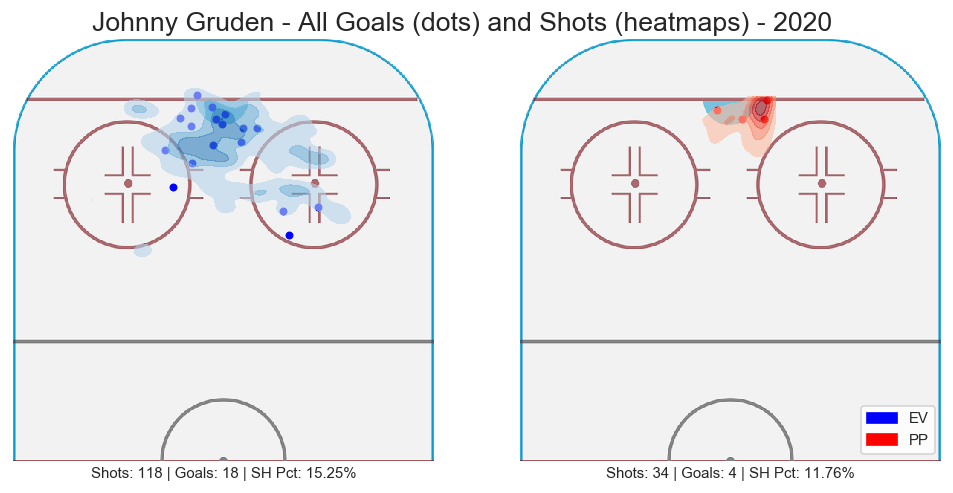 Johnny Gruden - All Goals (dots) and Shots (heatmaps) - 2020
EV
PP
Shots: 118 | Goals: 18 | SH Pct: 15.25%
Shots: 34 | Goals: 4 | SH Pct: 11.76%